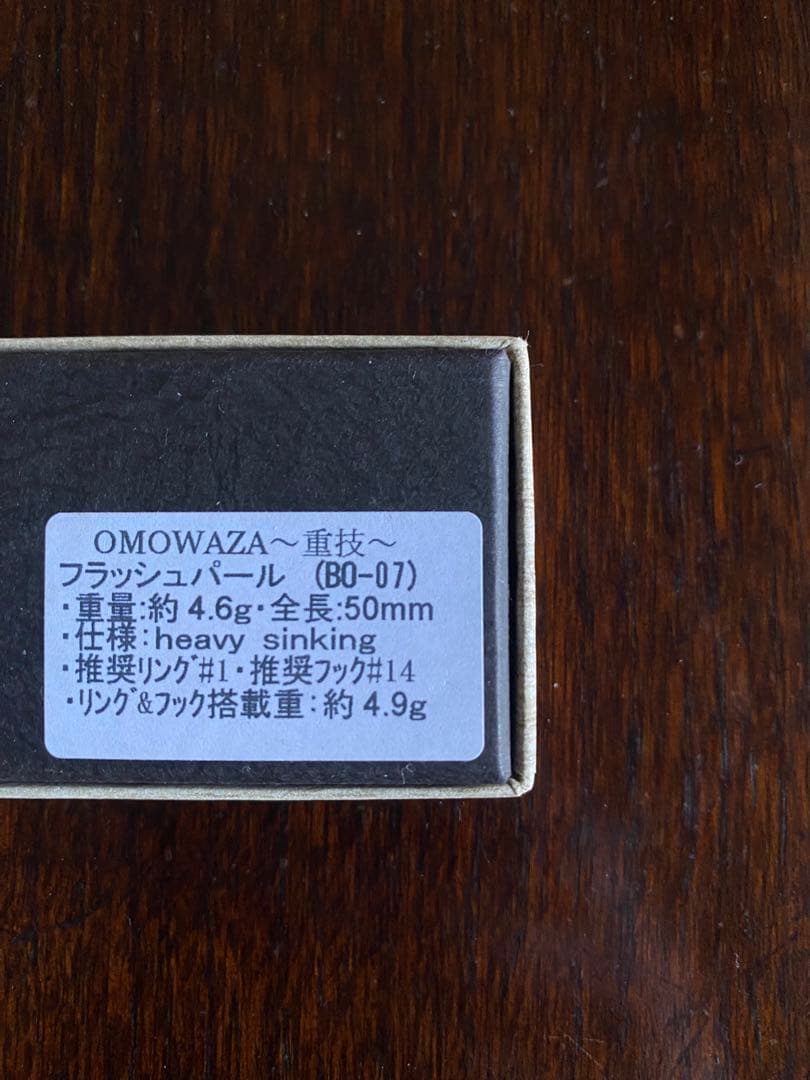 OMOWAZA～重技～
フラッシュパール (BO-07)
・重量:約4.6g・全長:50mm
・仕様:heavy sinking
・推奨ﾘﾝｸﾞ#1・推奨ﾌｯｸ#14
・ﾘﾝｸﾞ&ﾌｯｸ搭載重:約4.9g